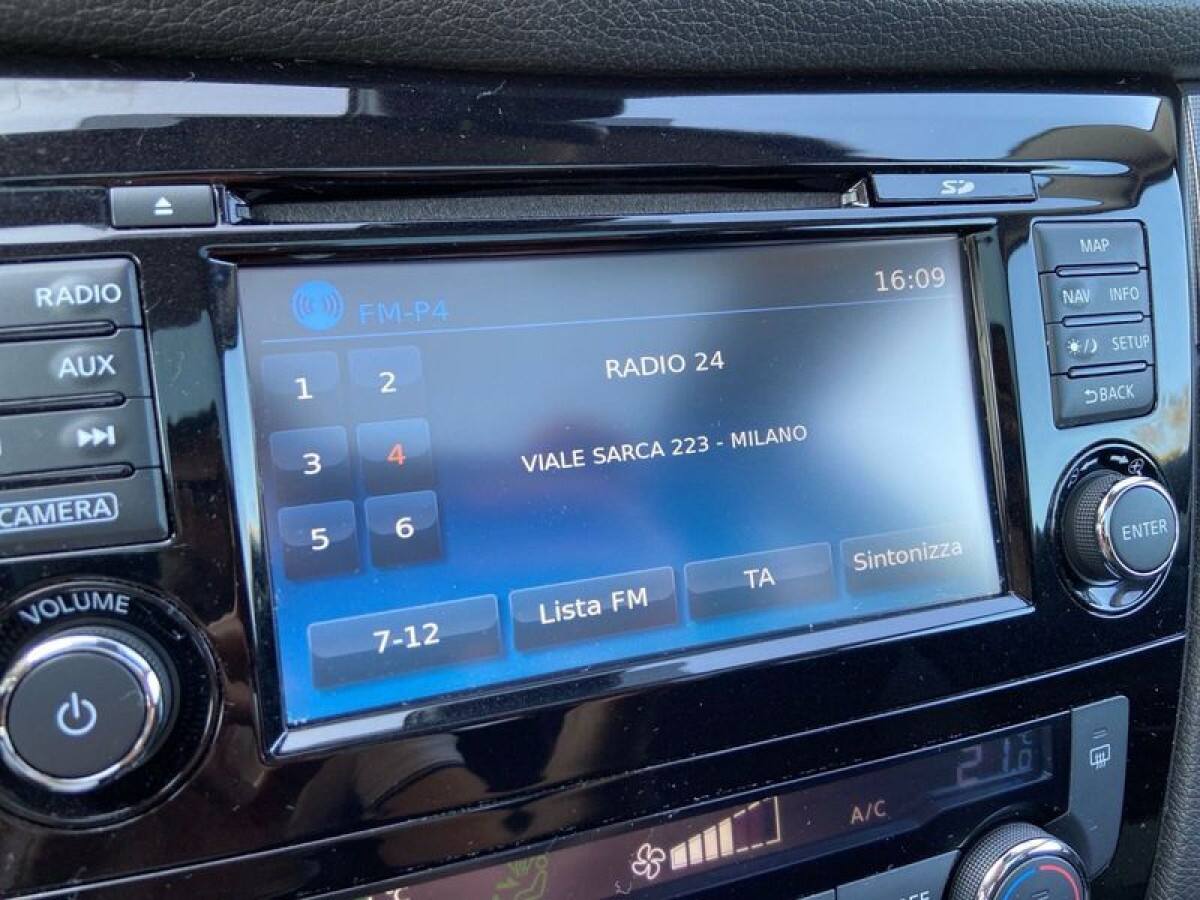 SD
MAP
RADIO
FM-P4
16:09
NAV INFO
AUX
1 2
RADIO 24
SETUP
3 4
VIALE SARCA 223 - MILANO
BACK
CAMERA
5 6
ENTER
7-12
Lista FM
TA
Sintonizza
VOLUME
A/C